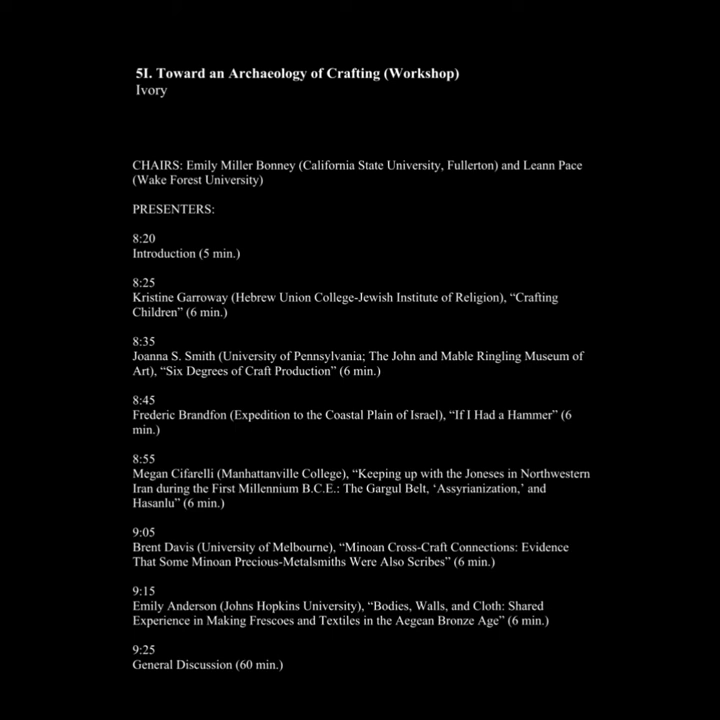 5I. Toward an Archaeology of Crafting (Workshop)
Ivory
CHAIRS: Emily Miller Bonney (California State University, Fullerton) and Leann Pace
(Wake Forest University)
PRESENTERS:
8:20
Introduction (5 min.)
8:25
Kristine Garroway (Hebrew Union College-Jewish Institute of Religion), “Crafting
Children” (6 min.)
8:35
Joanna S. Smith (University of Pennsylvania; The John and Mable Ringling Museum of
Art), “Six Degrees of Craft Production” (6 min.)
8:45
Frederic Brandfon (Expedition to the Coastal Plain of Israel), “If I Had a Hammer” (6
min.)
8:55
Megan Cifarelli (Manhattanville College), “Keeping up with the Joneses in Northwestern
Iran during the First Millennium B.C.E.: The Gargul Belt, ‘Assyrianization,’ and
Hasanlu” (6 min.)
9:05
Brent Davis (University of Melbourne), “Minoan Cross-Craft Connections: Evidence
That Some Minoan Precious-Metalsmiths Were Also Scribes” (6 min.)
9:15
Emily Anderson (Johns Hopkins University), “Bodies, Walls, and Cloth: Shared
Experience in Making Frescoes and Textiles in the Aegean Bronze Age” (6 min.)
9:25
General Discussion (60 min.)